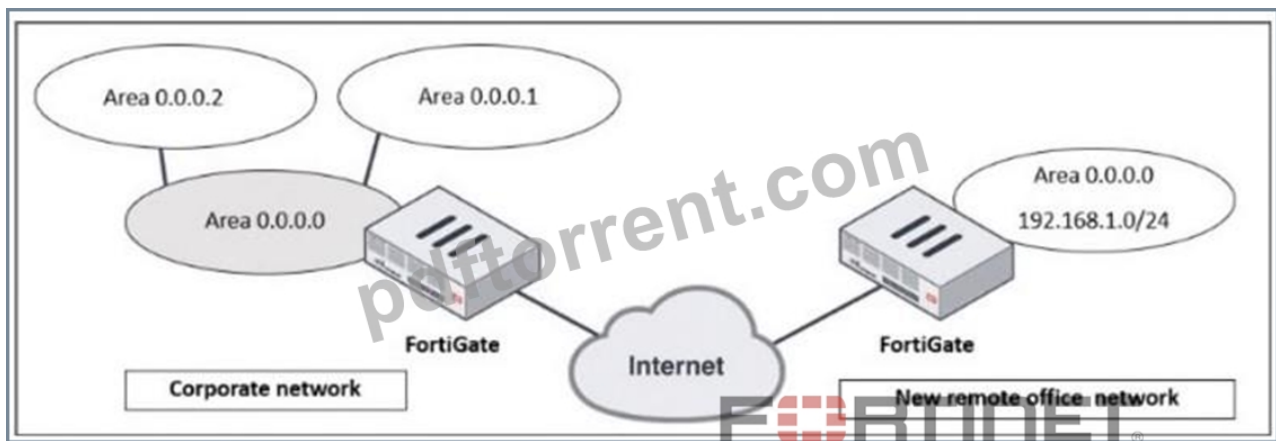 Area 0.0.0.2
Area 0.0.0.1
Area 0.0.0.0
Area 0.0.0.0
192.168.1.0/24
pdftorrent.com
FortiGate
FortiGate
Internet
Corporate network
New remote office network
FORTINET®